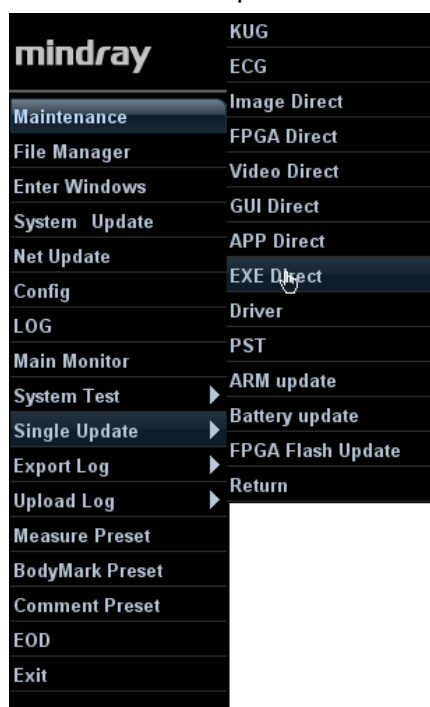 mindray
Maintenance
File Manager
Enter Windows
System Update
Net Update
Config
LOG
Main Monitor
System Test
Single Update
Export Log
Upload Log
Measure Preset
BodyMark Preset
Comment Preset
EOD
Exit
KUG
ECG
Image Direct
FPGA Direct
Video Direct
GUI Direct
APP Direct
EXE Direct
Driver
PST
ARM update
Battery update
FPGA Flash Update
Return